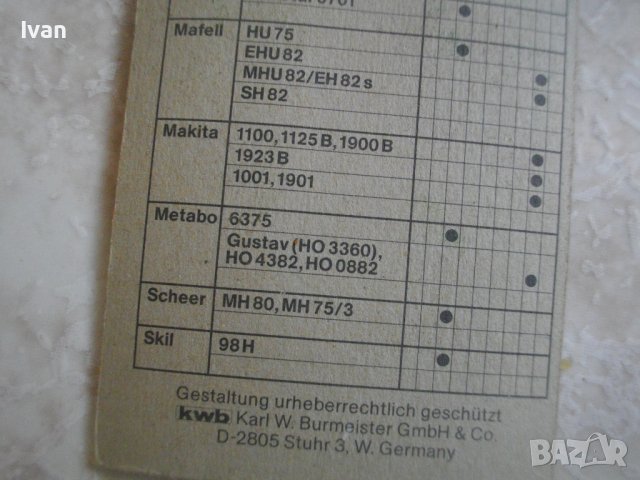 Ivan
Mafell HU 75
EHU 82
MHU 82/EH 82 s
SH 82
Makita 1100, 1125 B, 1900 B
1923 B
1001, 1901
Metabo 6375
Gustav (HO 3360),
HO 4382, HO 0882
Scheer MH 80, MH 75/3
Skil 98 H
Gestaltung urheberrechtlich geschützt
kwb Karl W. Burmeister GmbH & Co.
D-2805 Stuhr 3, W. Germany
BAZAR